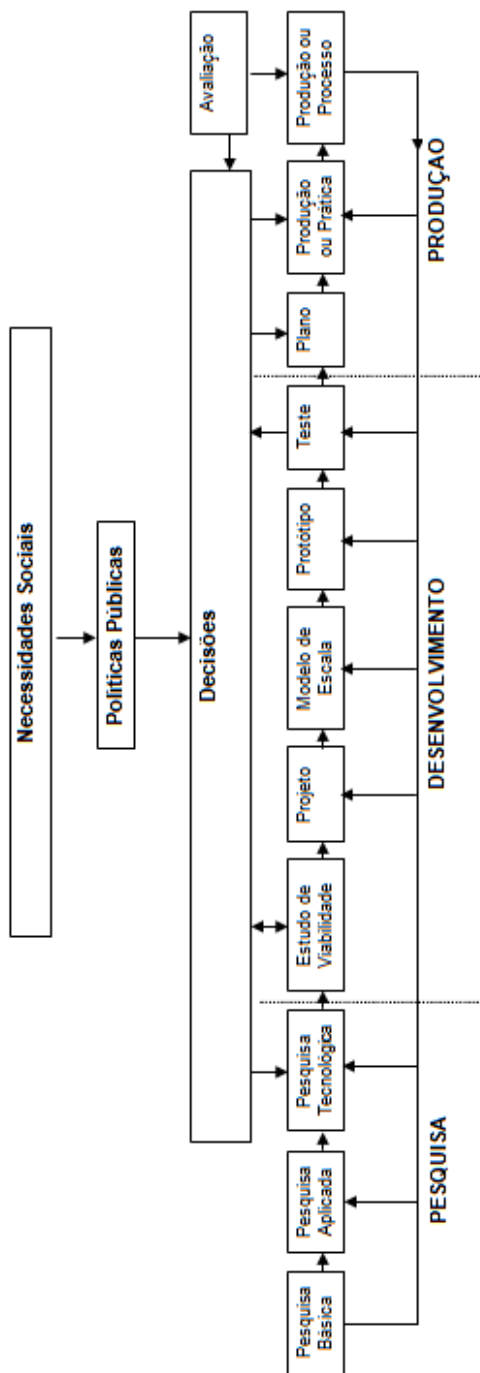 Necessidades Sociais
Políticas Públicas
Decisões
Avaliação
Pesquisa
Básica
Pesquisa
Aplicada
Pesquisa
Tecnológica
Estudo de
Viabilidade
Projeto
Modelo de
Escala
Protótipo
Teste
Plano
Produção
ou Prática
Produção ou
Processo
PESQUISA
DESENVOLVIMENTO
PRODUÇAO